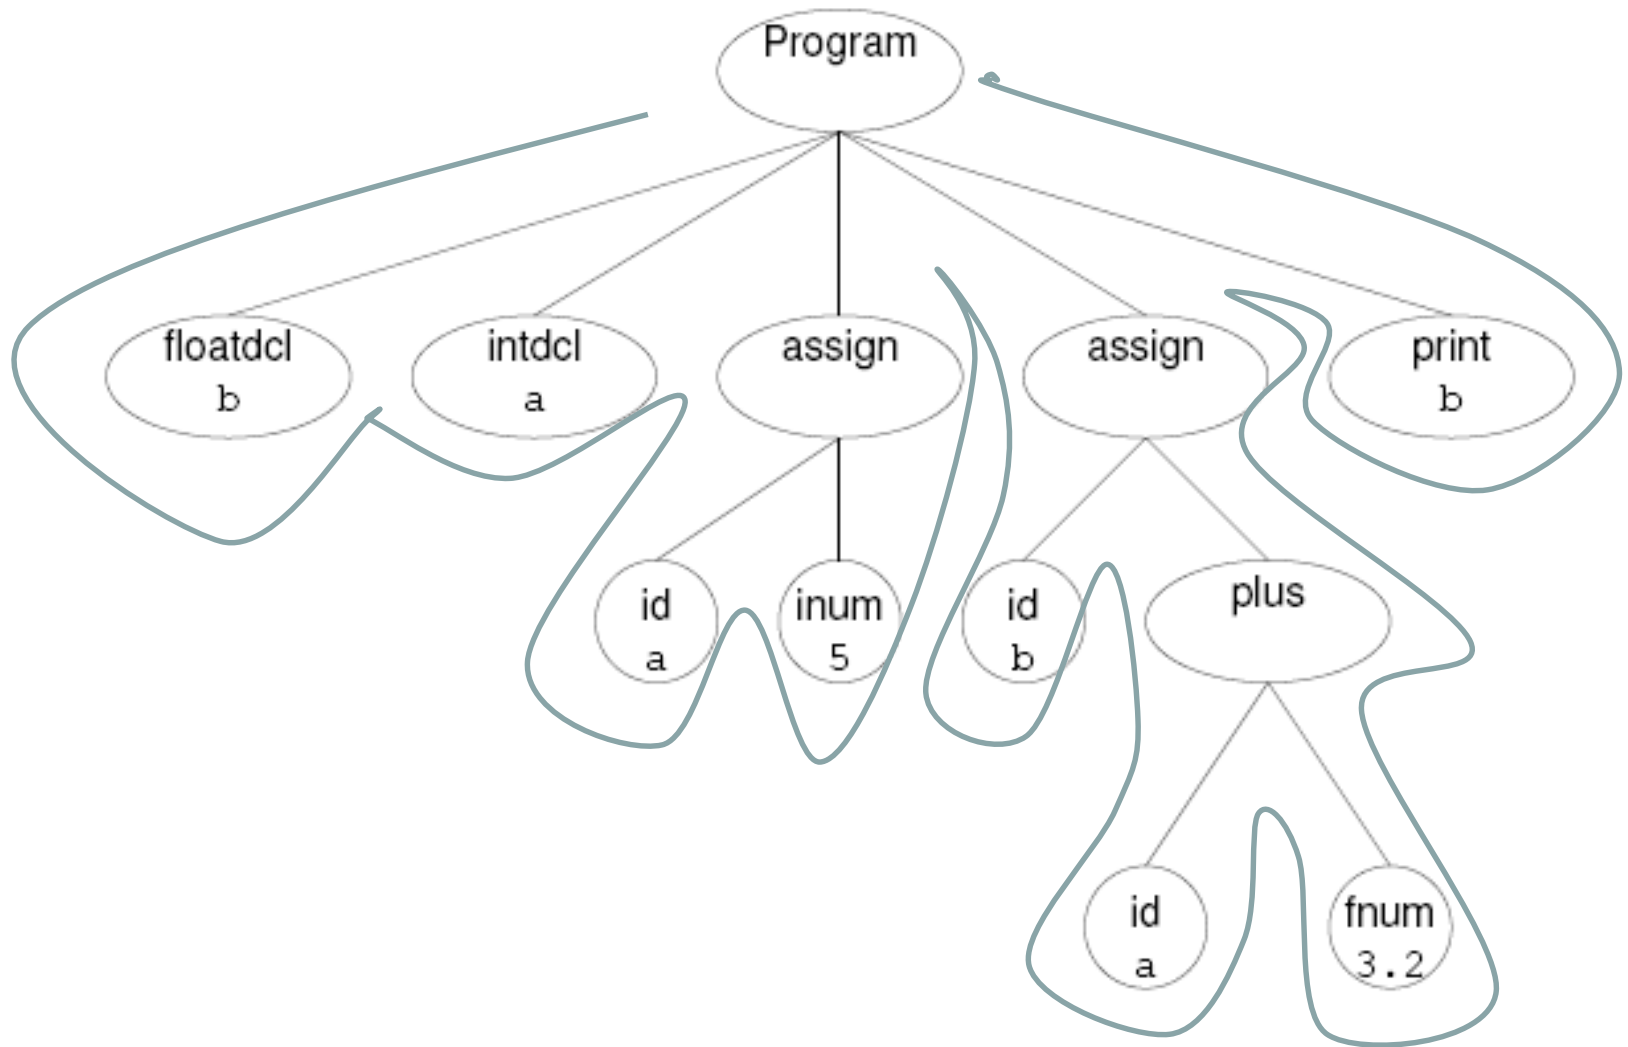 Program
floatdcl
b
intdcl
a
assign
assign
print
b
id
a
inum
5
id
b
plus
id
a
fnum
3.2